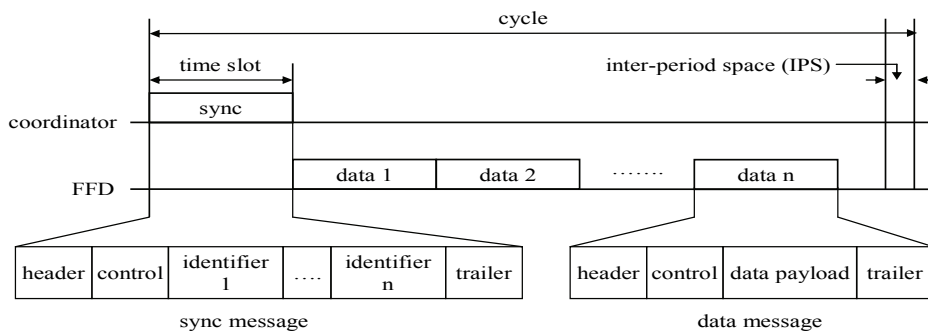 cycle
time slot
inter-period space (IPS)
sync
coordinator
data 1 data 2 ……. data n
FFD
header control identifier 1 …. identifier n trailer
header control data payload trailer
sync message
data message